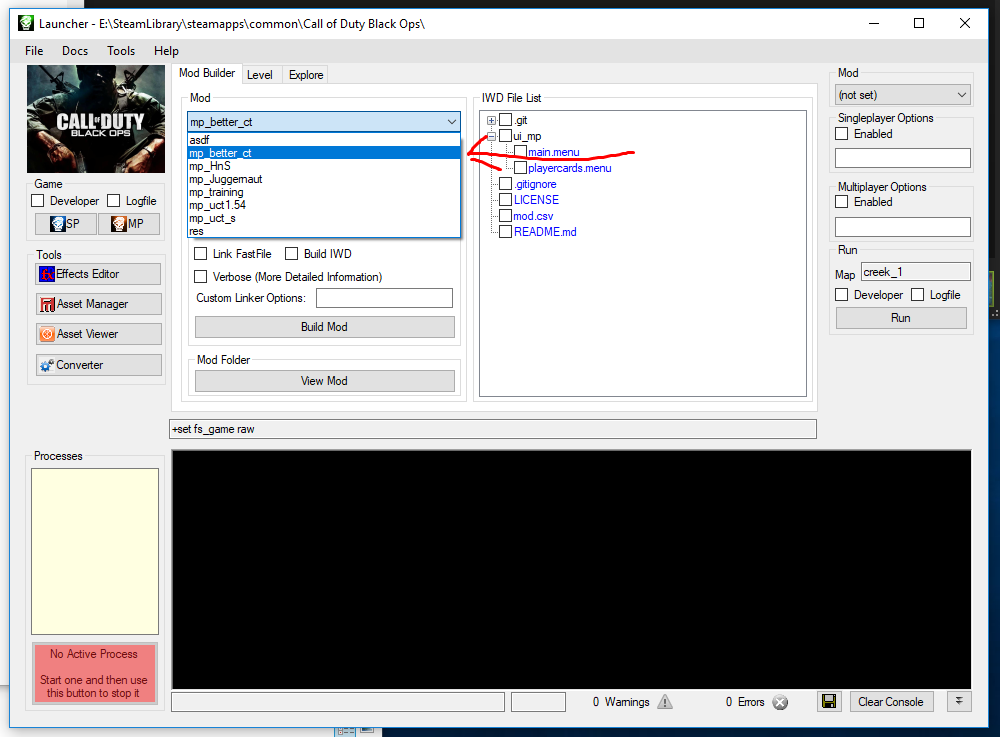 Launcher - E:\SteamLibrary\steamapps\common\Call of Duty Black Ops\
File Docs Tools Help
CALL OF DUTY
BLACK OPS
Game
Developer Logfile
SP MP
Tools
fx Effects Editor
Asset Manager
Asset Viewer
Converter
Mod Builder Level Explore
Mod
mp_better_ct
asdf
mp_better_ct
mp_HnS
mp_Juggernaut
mp_training
mp_uct1.54
mp_uct_s
res
Link FastFile Build IWD
Verbose (More Detailed Information)
Custom Linker Options:
Build Mod
Mod Folder
View Mod
IWD File List
.git
ui_mp
main.menu
playercards.menu
.gitignore
LICENSE
mod.csv
README.md
Mod
(not set)
Singleplayer Options
Enabled
Multiplayer Options
Enabled
Run
Map creek_1
Developer Logfile
Run
+set fs_game raw
Processes
No Active Process
Start one and then use
this button to stop it
0 Warnings 0 Errors Clear Console